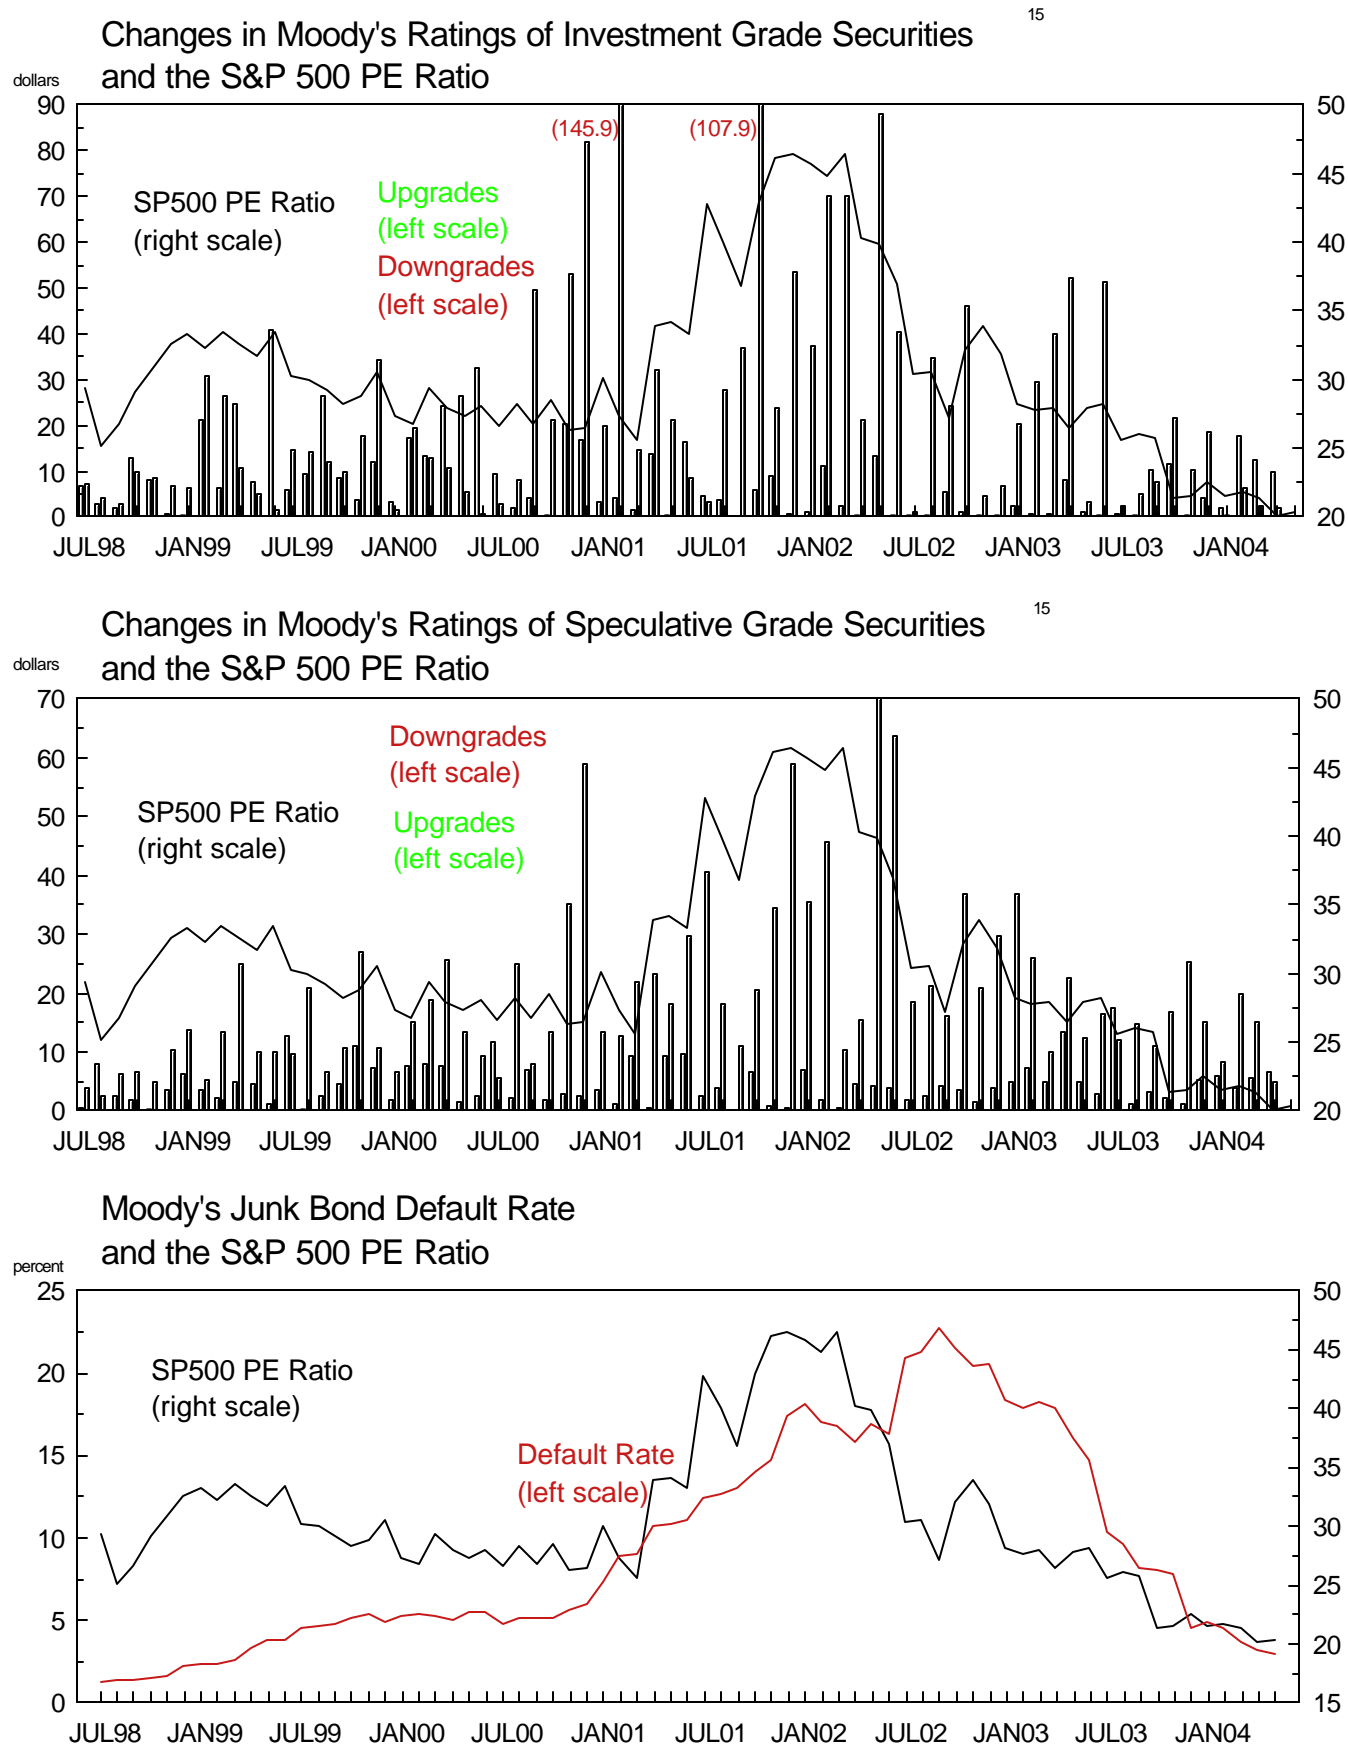 15
Changes in Moody's Ratings of Investment Grade Securities
and the S&P 500 PE Ratio
dollars
90
80
70
60
50
40
30
20
10
0
50
45
40
35
30
25
20
(145.9)
(107.9)
SP500 PE Ratio
(right scale)
Upgrades
(left scale)
Downgrades
(left scale)
JUL98 JAN99 JUL99 JAN00 JUL00 JAN01 JUL01 JAN02 JUL02 JAN03 JUL03 JAN04
15
Changes in Moody's Ratings of Speculative Grade Securities
and the S&P 500 PE Ratio
dollars
70
60
50
40
30
20
10
0
50
45
40
35
30
25
20
Downgrades
(left scale)
SP500 PE Ratio
(right scale)
Upgrades
(left scale)
JUL98 JAN99 JUL99 JAN00 JUL00 JAN01 JUL01 JAN02 JUL02 JAN03 JUL03 JAN04
Moody's Junk Bond Default Rate
and the S&P 500 PE Ratio
percent
25
20
15
10
5
0
50
45
40
35
30
25
20
15
SP500 PE Ratio
(right scale)
Default Rate
(left scale)
JUL98 JAN99 JUL99 JAN00 JUL00 JAN01 JUL01 JAN02 JUL02 JAN03 JUL03 JAN04